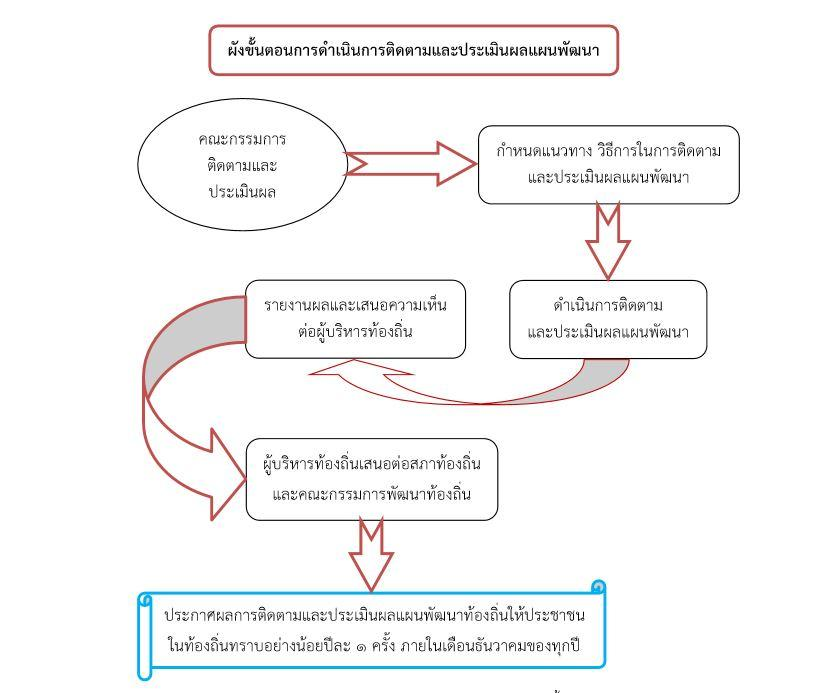 ผังขั้นตอนการดำเนินการติดตามและประเมินผลแผนพัฒนา
คณะกรรมการ
ติดตามและ
ประเมินผล
กำหนดแนวทาง วิธีการในการติดตาม
และประเมินผลแผนพัฒนา
ดำเนินการติดตาม
และประเมินผลแผนพัฒนา
รายงานผลและเสนอความเห็น
ต่อผู้บริหารท้องถิ่น
ผู้บริหารท้องถิ่นเสนอต่อสภาท้องถิ่น
และคณะกรรมการพัฒนาท้องถิ่น
ประกาศผลการติดตามและประเมินผลแผนพัฒนาท้องถิ่นให้ประชาชน
ในท้องถิ่นทราบอย่างน้อยปีละ ๑ ครั้ง ภายในเดือนธันวาคมของทุกปี